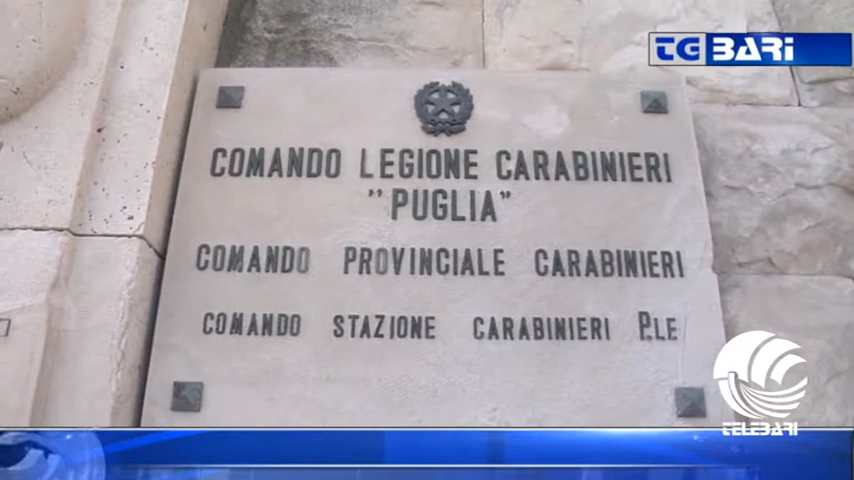 TG BARI
COMANDO LEGIONE CARABINIERI
"PUGLIA"
COMANDO PROVINCIALE CARABINIERI
COMANDO STAZIONE CARABINIERI P.LE
TELEBARI